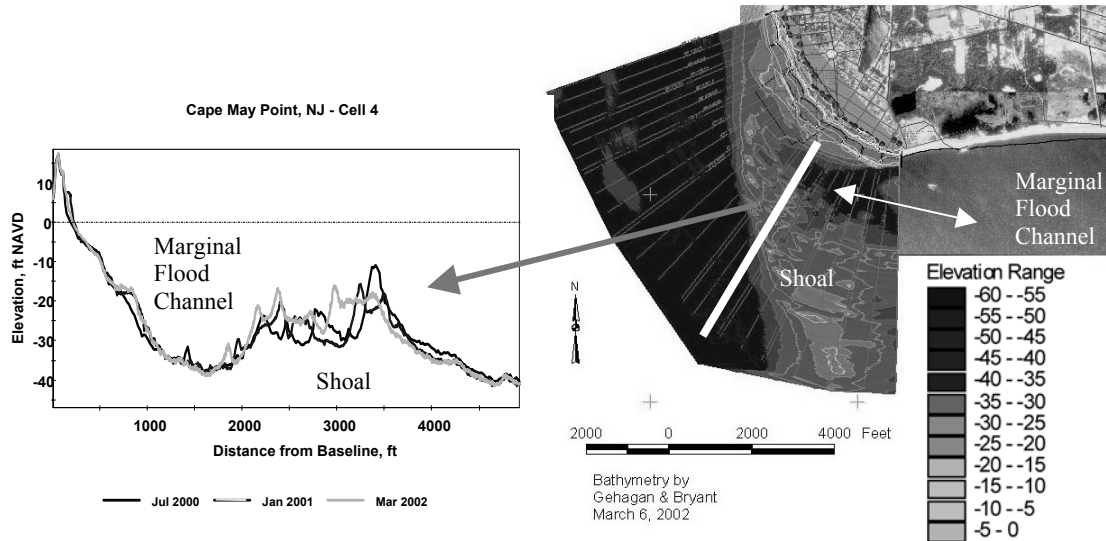 Cape May Point, NJ - Cell 4
10
0
-10
-20
-30
-40
Elevation, ft NAVD
Marginal
Flood
Channel
Shoal
1000
2000
3000
4000
Distance from Baseline, ft
Jul 2000
Jan 2001
Mar 2002
Marginal
Flood
Channel
Shoal
N
2000
0
2000
4000 Feet
Bathymetry by
Gehagan & Bryant
March 6, 2002
Elevation Range
-60 - -55
-55 - -50
-50 - -45
-45 - -40
-40 - -35
-35 - -30
-30 - -25
-25 - -20
-20 - -15
-15 - -10
-10 - -5
-5 - 0